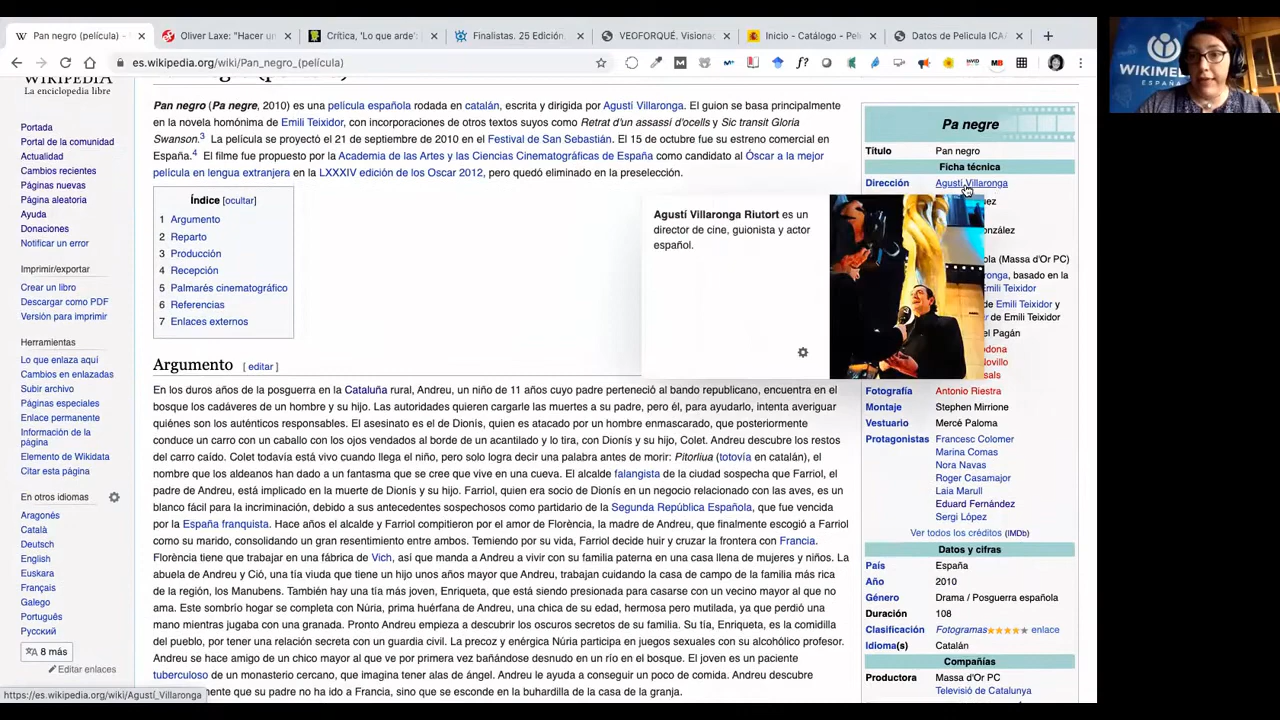 Pan negro (película) - Wikiped
Oliver Laxe: "Hacer un
Crítica, 'Lo que arde'
Finalistas. 25 Edición
VEOFORQUÉ. Visionad
Inicio - Catálogo - Pel
Datos de Película ICAA
es.wikipedia.org/wiki/Pan_negro_(película)
WIKIMEDIA
ESPAÑA
WIKIPEDIA
La enciclopedia libre
Portada
Portal de la comunidad
Actualidad
Cambios recientes
Páginas nuevas
Página aleatoria
Ayuda
Donaciones
Notificar un error
Imprimir/exportar
Crear un libro
Descargar como PDF
Versión para imprimir
Herramientas
Lo que enlaza aquí
Cambios en enlazadas
Subir archivo
Páginas especiales
Enlace permanente
Información de la
página
Elemento de Wikidata
Citar esta página
En otros idiomas
Aragonés
Català
Deutsch
English
Euskara
Français
Galego
Português
Русский
8 más
Editar enlaces
Pan negro (Pa negre, 2010) es una película española rodada en catalán, escrita y dirigida por Agustí Villaronga. El guion se basa principalmente
en la novela homónima de Emili Teixidor, con incorporaciones de otros textos suyos como Retrat d'un assassi d'ocells y Sic transit Gloria
Swanson.3 La película se proyectó el 21 de septiembre de 2010 en el Festival de San Sebastián. El 15 de octubre fue su estreno comercial en
España.4 El filme fue propuesto por la Academia de las Artes y las Ciencias Cinematográficas de España como candidato al Óscar a la mejor
película en lengua extranjera en la LXXXIV edición de los Oscar 2012, pero quedó eliminado en la preselección.
Índice [ocultar]
1 Argumento
2 Reparto
3 Producción
4 Recepción
5 Palmarés cinematográfico
6 Referencias
7 Enlaces externos
Agustí Villaronga Riutort es un
director de cine, guionista y actor
español.
Argumento [ editar ]
En los duros años de la posguerra en la Cataluña rural, Andreu, un niño de 11 años cuyo padre perteneció al bando republicano, encuentra en el
bosque los cadáveres de un hombre y su hijo. Las autoridades quieren cargarle las muertes a su padre, pero él, para ayudarlo, intenta averiguar
quiénes son los auténticos responsables. El asesinato es el de Dionís, quien es atacado por un hombre enmascarado, que posteriormente
conduce un carro con un caballo con los ojos vendados al borde de un acantilado y lo tira, con Dionís y su hijo, Colet. Andreu descubre los restos
del carro caído. Colet todavía está vivo cuando llega el niño, pero solo logra decir una palabra antes de morir: Pitorliua (totovía en catalán), el
nombre que los aldeanos han dado a un fantasma que se cree que vive en una cueva. El alcalde falangista de la ciudad sospecha que Farriol, el
padre de Andreu, está implicado en la muerte de Dionís y su hijo. Farriol, quien era socio de Dionís en un negocio relacionado con las aves, es un
blanco fácil para la incriminación, debido a sus antecedentes sospechosos como partidario de la Segunda República Española, que fue vencida
por la España franquista. Hace años el alcalde y Farriol compitieron por el amor de Florència, la madre de Andreu, que finalmente escogió a Farriol
como su marido, consolidando un gran resentimiento entre ambos. Temiendo por su vida, Farriol decide huir y cruzar la frontera con Francia.
Florència tiene que trabajar en una fábrica de Vich, así que manda a Andreu a vivir con su familia paterna en una casa llena de mujeres y niños. La
abuela de Andreu y Ció, una tía viuda que tiene un hijo unos años mayor que Andreu, trabajan cuidando la casa de campo de la familia más rica
de la región, los Manubens. También hay una tía más joven, Enriqueta, que está siendo presionada para casarse con un vecino mayor al que no
ama. Este sombrío hogar se completa con Núria, prima huérfana de Andreu, una chica de su edad, hermosa pero mutilada, ya que perdió una
mano mientras jugaba con una granada. Pronto Andreu empieza a descubrir los oscuros secretos de su familia. Su tía, Enriqueta, es la comidilla
del pueblo, por tener una relación secreta con un guardia civil. La precoz y enérgica Núria participa en juegos sexuales con su alcohólico profesor.
Andreu se hace amigo de un chico mayor al que ve por primera vez bañándose desnudo en un río en el bosque. El joven es un paciente
tuberculoso de un monasterio cercano, que imagina tener alas de ángel. Andreu le ayuda a conseguir un poco de comida. Andreu descubre
mente que su padre no ha ido a Francia, sino que se esconde en la buhardilla de la casa de la granja.
https://es.wikipedia.org/wiki/Agustí_Villaronga
Pa negre
Título Pan negro
Ficha técnica
Dirección Agustí Villaronga
uez
onzález
ola (Massa d'Or PC)
ronga, basado en la
Emili Teixidor
de Emili Teixidor y
r de Emili Teixidor
el Pagán
odona
Novillo
sals
Fotografía Antonio Riestra
Montaje Stephen Mirrione
Vestuario Mercè Paloma
Protagonistas Francesc Colomer
Marina Comas
Nora Navas
Roger Casamajor
Laia Marull
Eduard Fernández
Sergi López
Ver todos los créditos (IMDb)
Datos y cifras
País España
Año 2010
Género Drama / Posguerra española
Duración 108
Clasificación Fotogramas enlace
Idioma(s) Catalán
Compañías
Productora Massa d'Or PC
Televisió de Catalunya